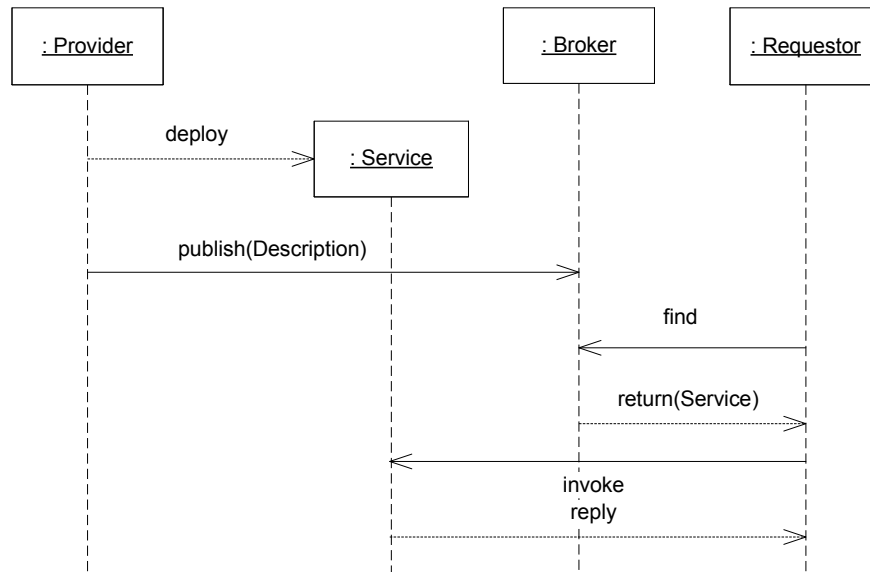 : Provider
: Broker
: Requestor
deploy
: Service
publish(Description)
find
return(Service)
invoke
reply